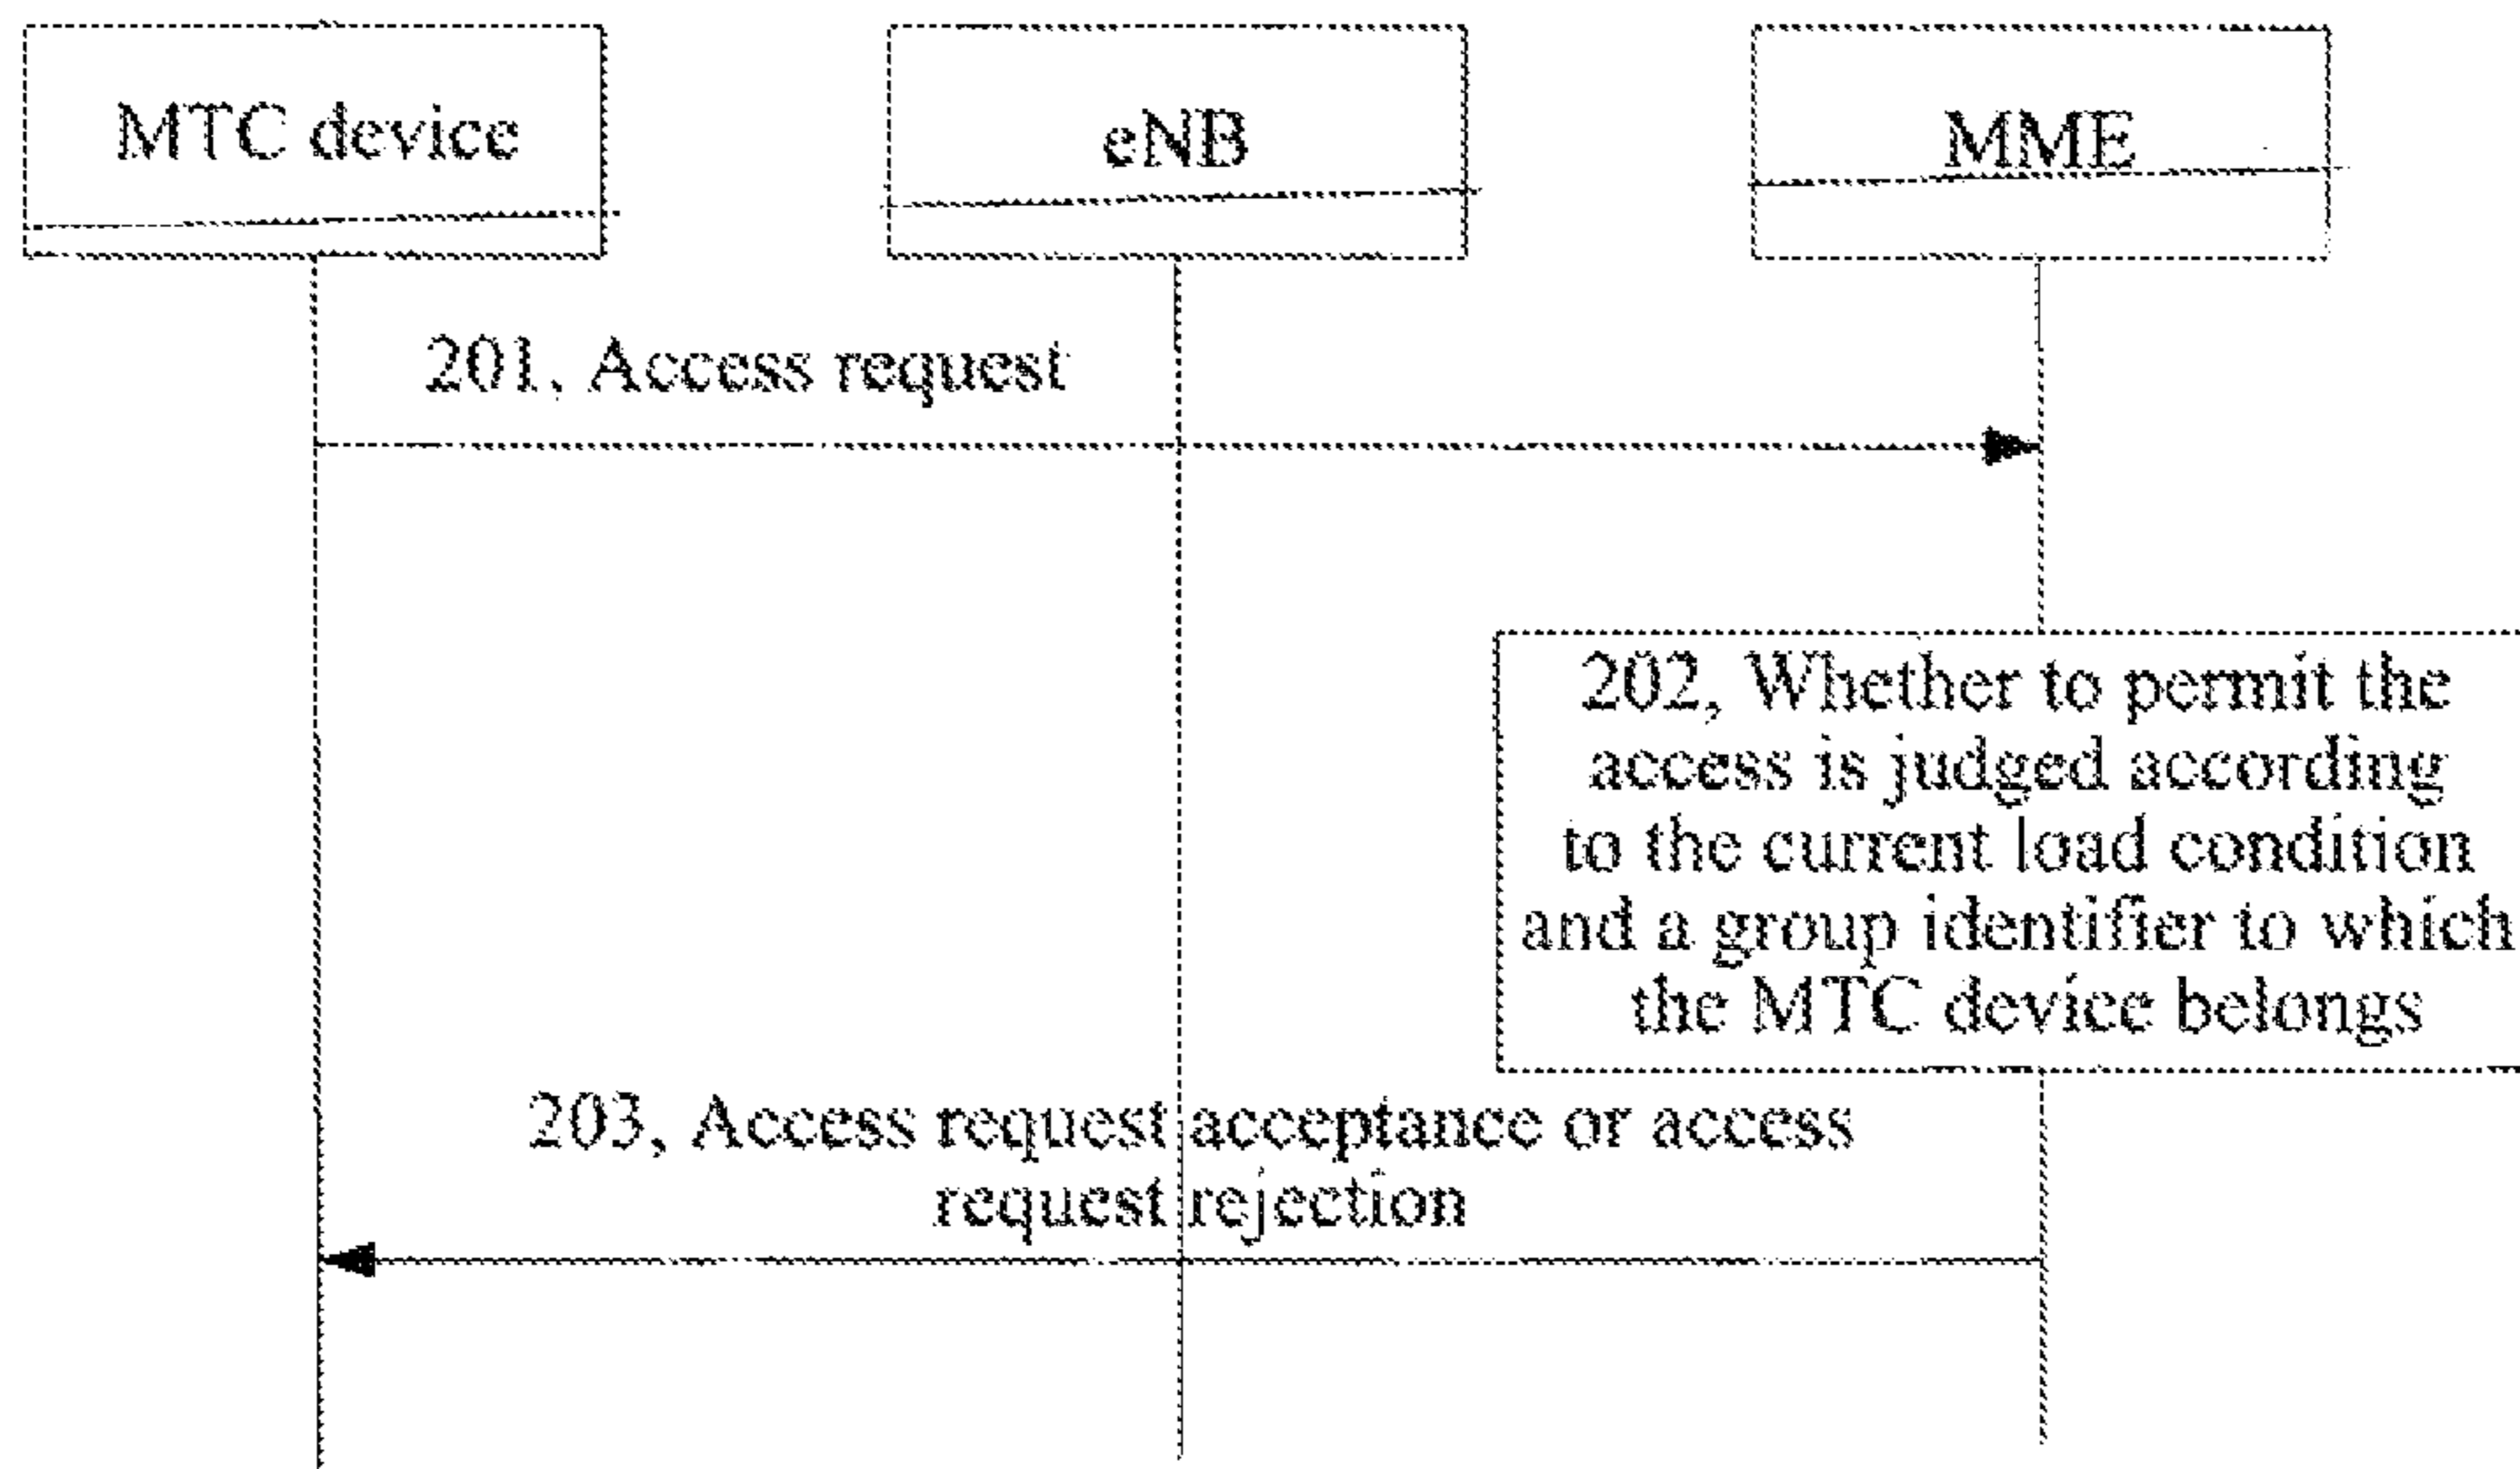 MTC device
eNB
MME
201, Access request
202, Whether to permit the
access is judged according
to the current load condition
and a group identifier to which
the MTC device belongs
203, Access request acceptance or access
request rejection